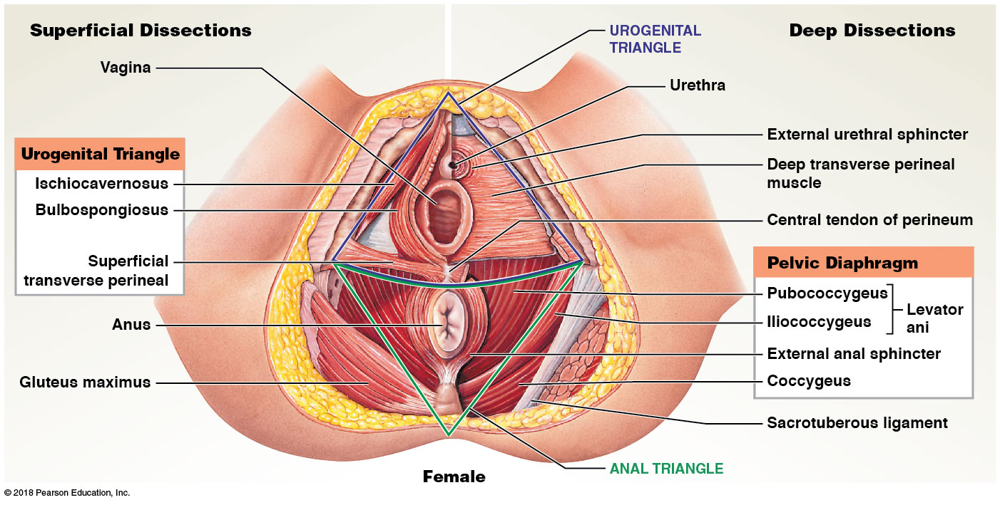 Superficial Dissections
Deep Dissections
UROGENITAL
TRIANGLE
Vagina
Urethra
Urogenital Triangle
Ischiocavernosus
Bulbospongiosus
Superficial
transverse perineal
Anus
Gluteus maximus
External urethral sphincter
Deep transverse perineal
muscle
Central tendon of perineum
Pelvic Diaphragm
Pubococcygeus
Iliococcygeus
Levator
ani
External anal sphincter
Coccygeus
Sacrotuberous ligament
ANAL TRIANGLE
Female
© 2018 Pearson Education, Inc.